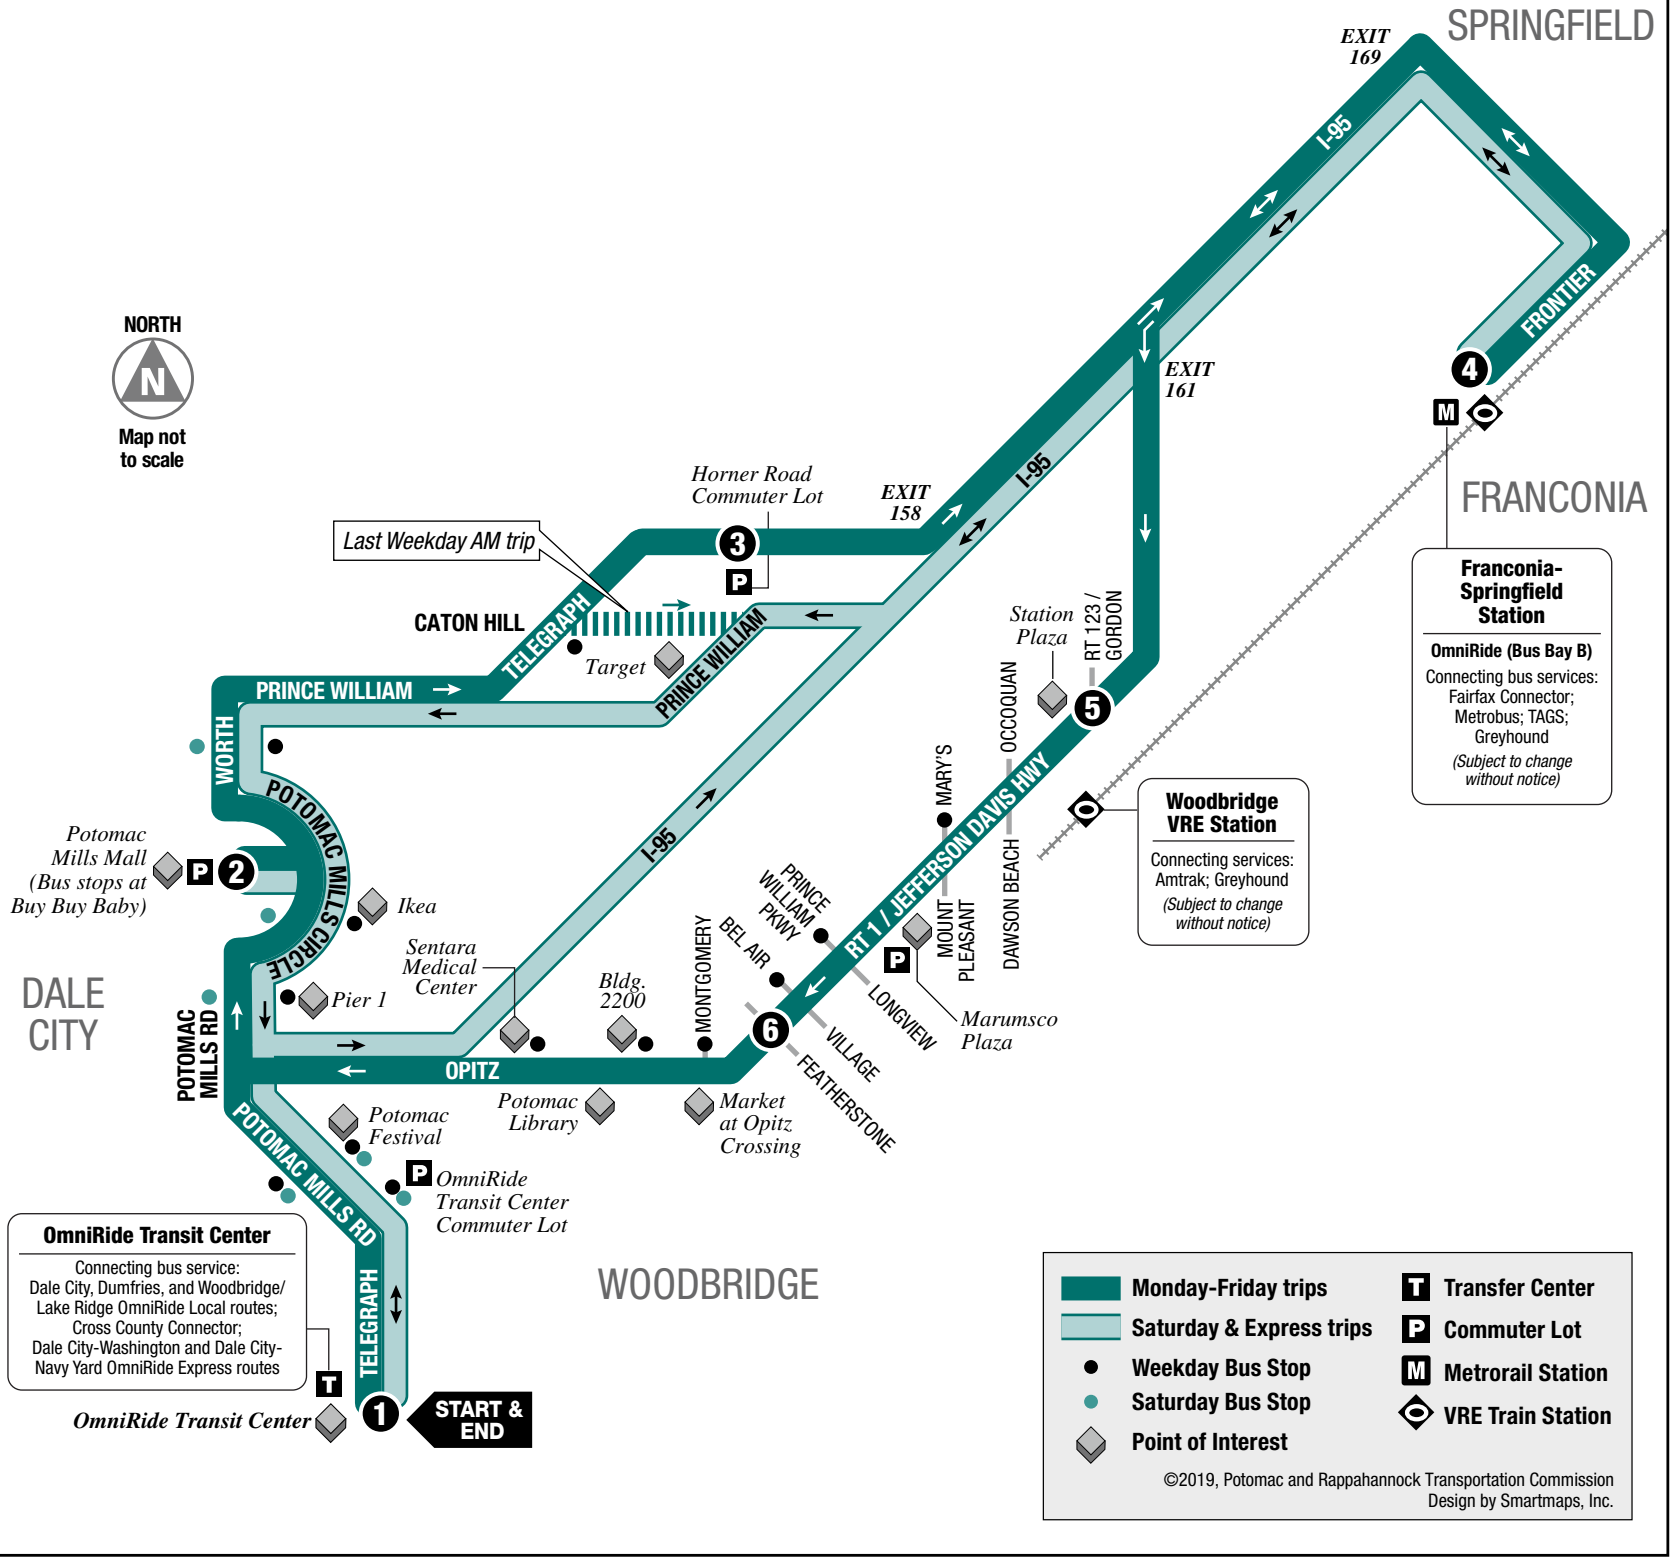 SPRINGFIELD
EXIT
169
I-95
FRONTIER
4
M
EXIT
161
NORTH
N
Map not
to scale
Horner Road
Commuter Lot
EXIT
158
I-95
FRANCONIA
Last Weekday AM trip
3
P
CATON HILL
TELEGRAPH
Target
PRINCE WILLIAM
PRINCE WILLIAM
WORTH
Franconia-
Springfield
Station
OmniRide (Bus Bay B)
Connecting bus services:
Fairfax Connector;
Metrobus; TAGS;
Greyhound
(Subject to change
without notice)
Station
Plaza
RT 123 /
GORDON
5
OCCOQUAN
DAWSON BEACH
MARY'S
MOUNT
PLEASANT
RT 1 / JEFFERSON DAVIS HWY
Woodbridge
VRE Station
Connecting services:
Amtrak; Greyhound
(Subject to change
without notice)
POTOMAC MILLS CIRCLE
Potomac
Mills Mall
(Bus stops at
Buy Buy Baby)
P
2
Ikea
Pier 1
I-95
Sentara
Medical
Center
Bldg.
2200
MONTGOMERY
BEL AIR
PRINCE
WILLIAM
PKWY
P
Marumsco
Plaza
LONGVIEW
VILLAGE
FEATHERSTONE
6
DALE
CITY
POTOMAC
MILLS RD
OPITZ
Potomac
Library
Market
at Opitz
Crossing
POTOMAC MILLS RD
Potomac
Festival
P
OmniRide
Transit Center
Commuter Lot
WOODBRIDGE
OmniRide Transit Center
Connecting bus service:
Dale City, Dumfries, and Woodbridge/
Lake Ridge OmniRide Local routes;
Cross County Connector;
Dale City-Washington and Dale City-
Navy Yard OmniRide Express routes
TELEGRAPH
T
OmniRide Transit Center
1
START &
END
Monday-Friday trips
Saturday & Express trips
Weekday Bus Stop
Saturday Bus Stop
Point of Interest
T Transfer Center
P Commuter Lot
M Metrorail Station
VRE Train Station
©2019, Potomac and Rappahannock Transportation Commission
Design by Smartmaps, Inc.